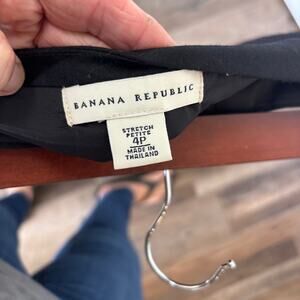 BANANA REPUBLIC
STRETCH
PETITE
4P
MADE IN
THAILAND